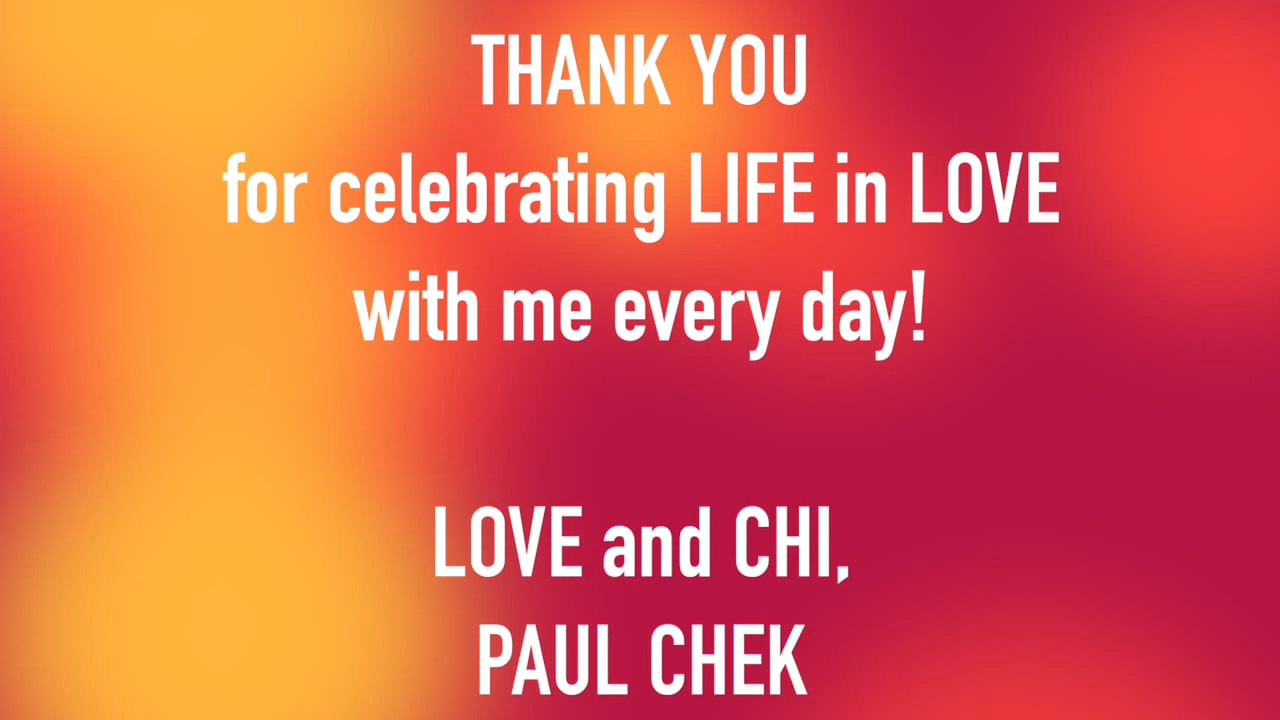 THANK YOU
for celebrating LIFE in LOVE
with me every day!
LOVE and CHI,
PAUL CHEK